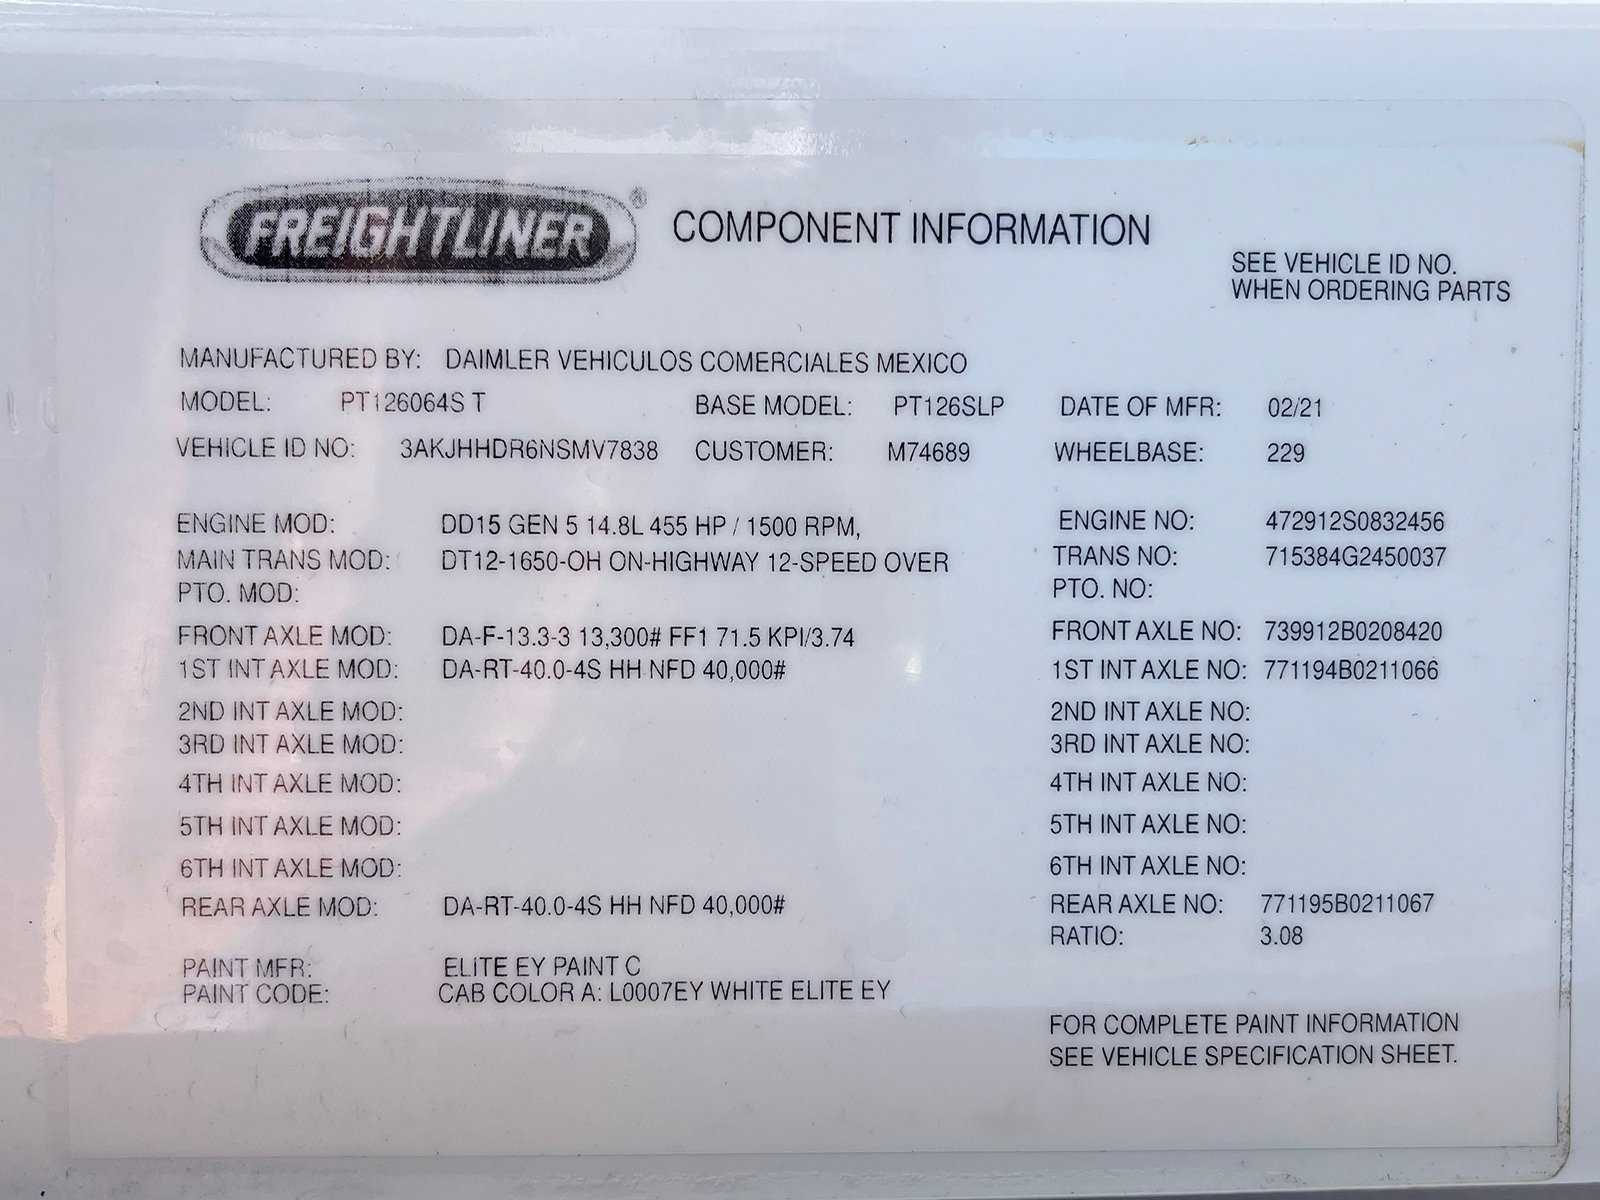 FREIGHTLINER® COMPONENT INFORMATION
SEE VEHICLE ID NO.
WHEN ORDERING PARTS
MANUFACTURED BY: DAIMLER VEHICULOS COMERCIALES MEXICO
MODEL: PT126064S T BASE MODEL: PT126SLP DATE OF MFR: 02/21
VEHICLE ID NO: 3AKJHHDR6NSMV7838 CUSTOMER: M74689 WHEELBASE: 229
ENGINE MOD: DD15 GEN 5 14.8L 455 HP / 1500 RPM, ENGINE NO: 472912S0832456
MAIN TRANS MOD: DT12-1650-OH ON-HIGHWAY 12-SPEED OVER TRANS NO: 715384G2450037
PTO. MOD: PTO. NO:
FRONT AXLE MOD: DA-F-13.3-3 13,300# FF1 71.5 KPI/3.74 FRONT AXLE NO: 739912B0208420
1ST INT AXLE MOD: DA-RT-40.0-4S HH NFD 40,000# 1ST INT AXLE NO: 771194B0211066
2ND INT AXLE MOD: 2ND INT AXLE NO:
3RD INT AXLE MOD: 3RD INT AXLE NO:
4TH INT AXLE MOD: 4TH INT AXLE NO:
5TH INT AXLE MOD: 5TH INT AXLE NO:
6TH INT AXLE MOD: 6TH INT AXLE NO:
REAR AXLE MOD: DA-RT-40.0-4S HH NFD 40,000# REAR AXLE NO: 771195B0211067
RATIO: 3.08
PAINT MFR: ELITE EY PAINT C
PAINT CODE: CAB COLOR A: L0007EY WHITE ELITE EY
FOR COMPLETE PAINT INFORMATION
SEE VEHICLE SPECIFICATION SHEET.